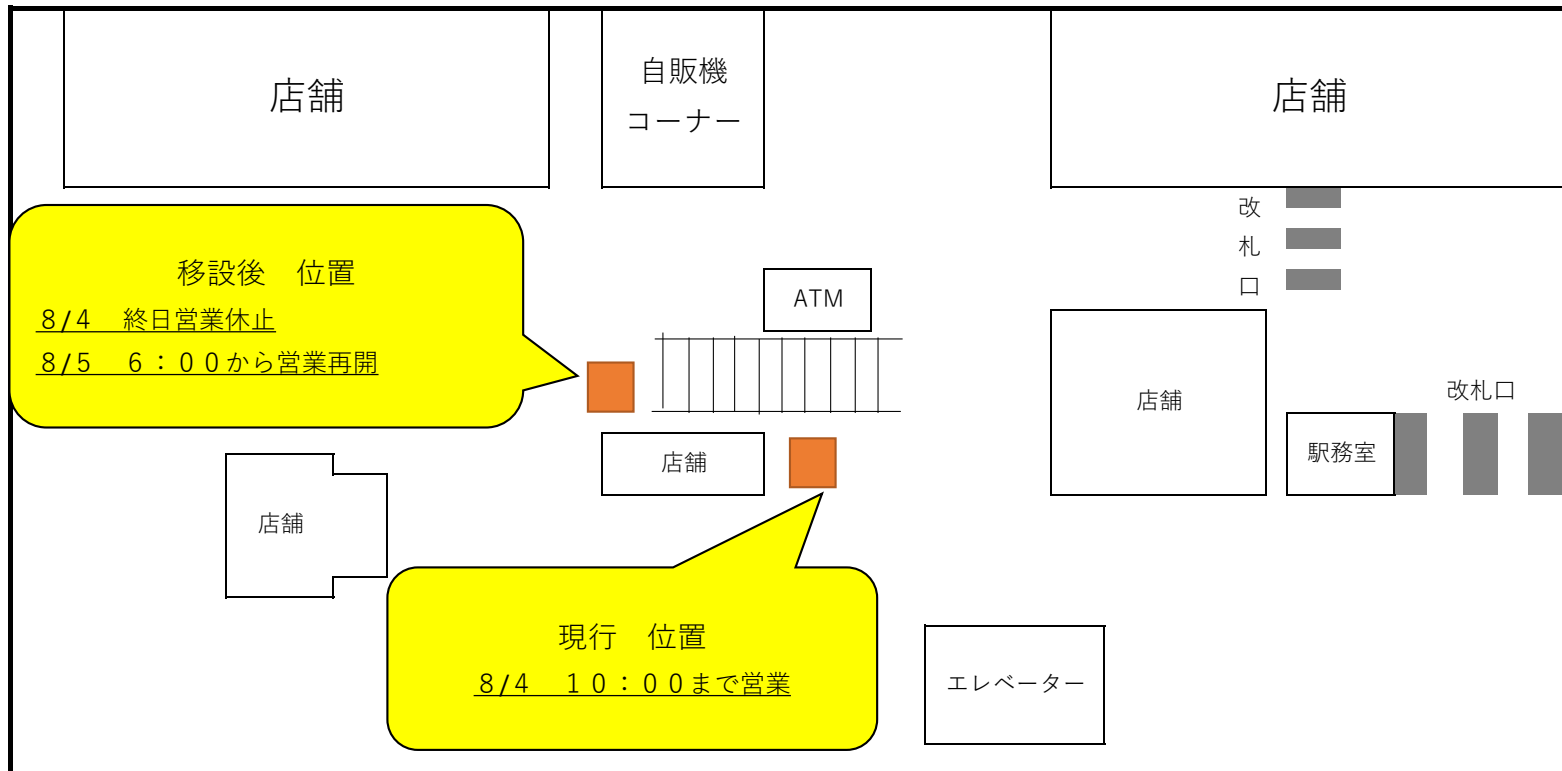 店舗
自販機
コーナー
店舗
改
札
口
移設後　位置
8/4　終日営業休止
8/5　６：００から営業再開
ATM
改札口
店舗
駅務室
店舗
店舗
現行　位置
8/4　１０：００まで営業
エレベーター